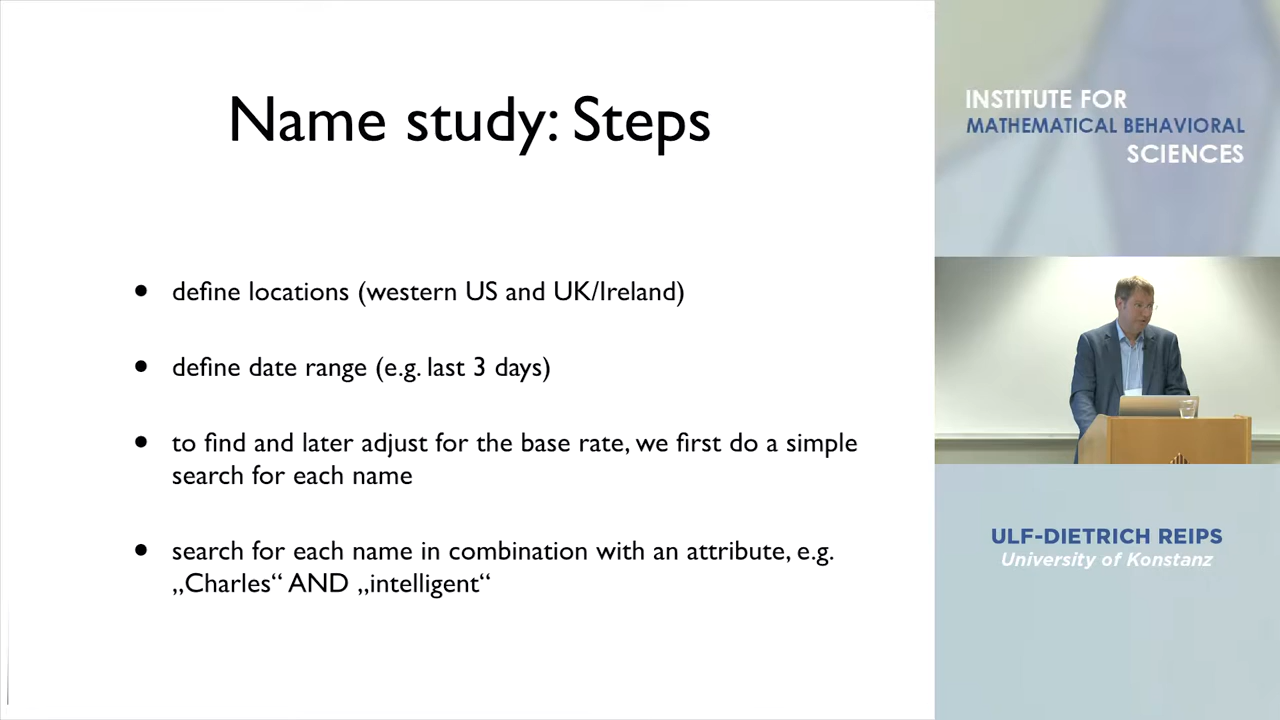 Name study: Steps
• define locations (western US and UK/Ireland)
• define date range (e.g. last 3 days)
• to find and later adjust for the base rate, we first do a simple
search for each name
• search for each name in combination with an attribute, e.g.
„Charles“ AND „intelligent“
INSTITUTE FOR
MATHEMATICAL BEHAVIORAL
SCIENCES
ULF-DIETRICH REIPS
University of Konstanz